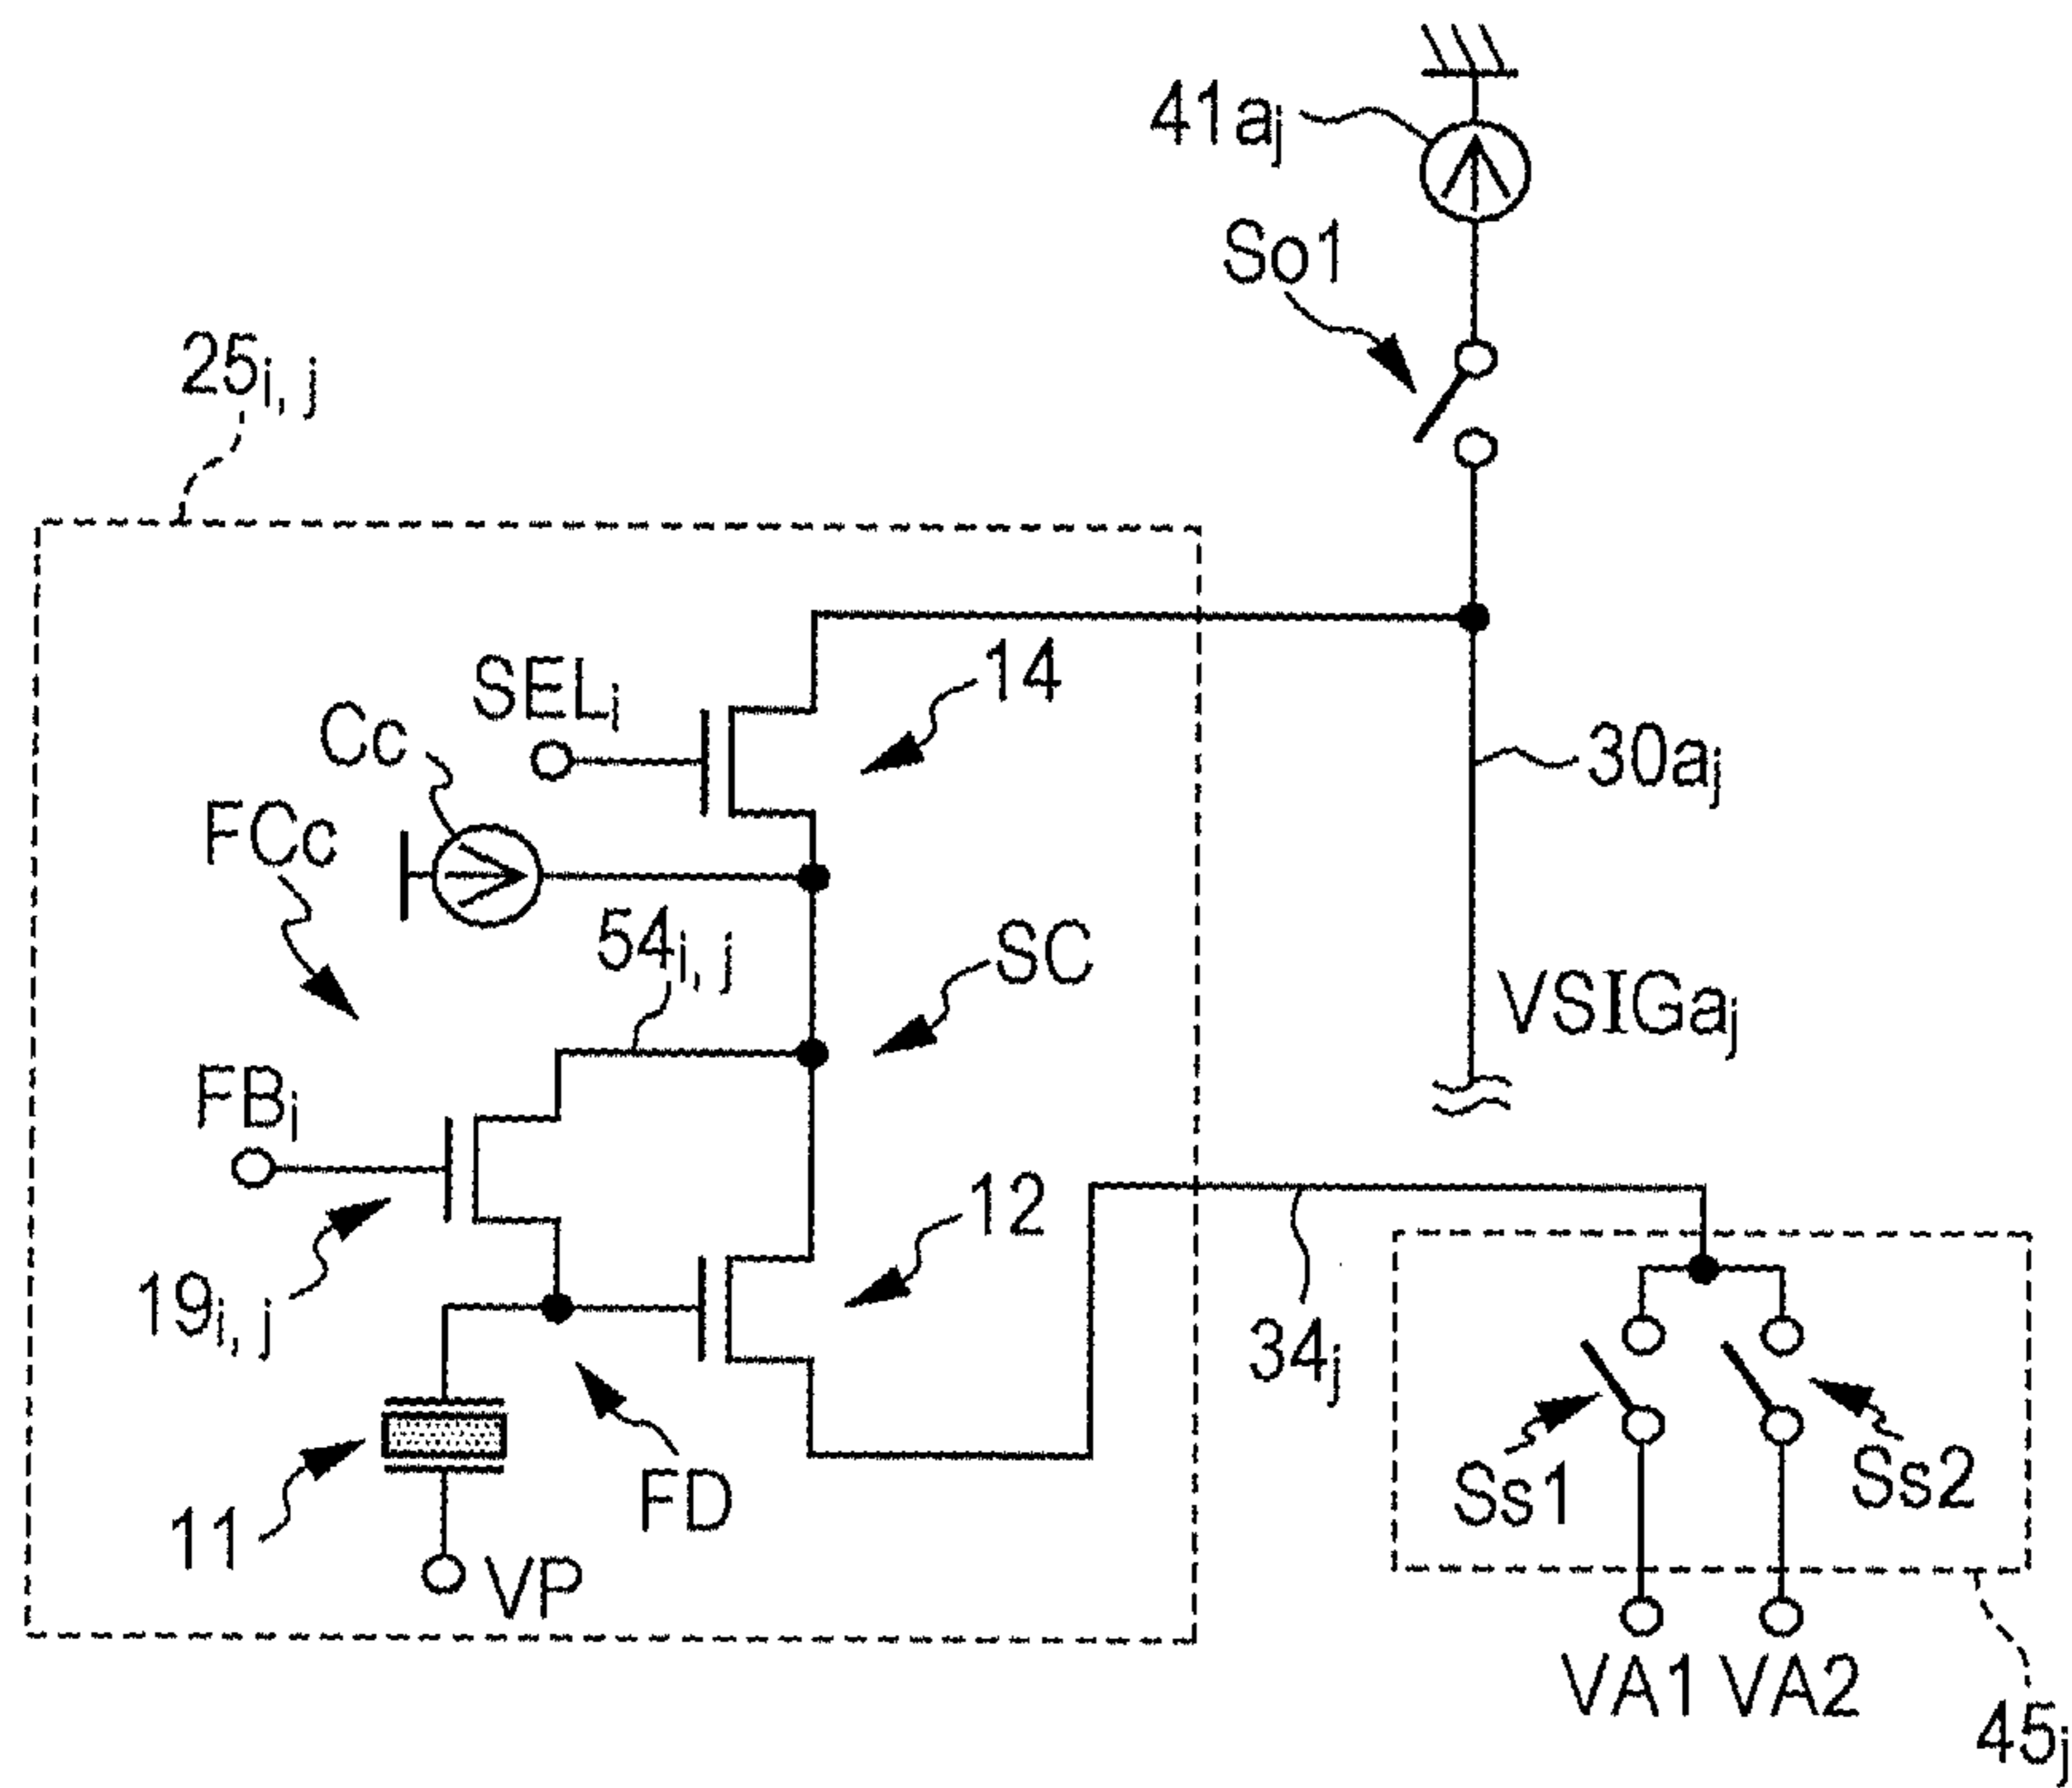 41aj
So1
25i, j
14
SELi
Cc
30aj
FCc
54i, j
SC
VSIGaj
FBi
12
19i, j
34j
11
FD
Ss1
Ss2
VP
VA1
VA2
45j